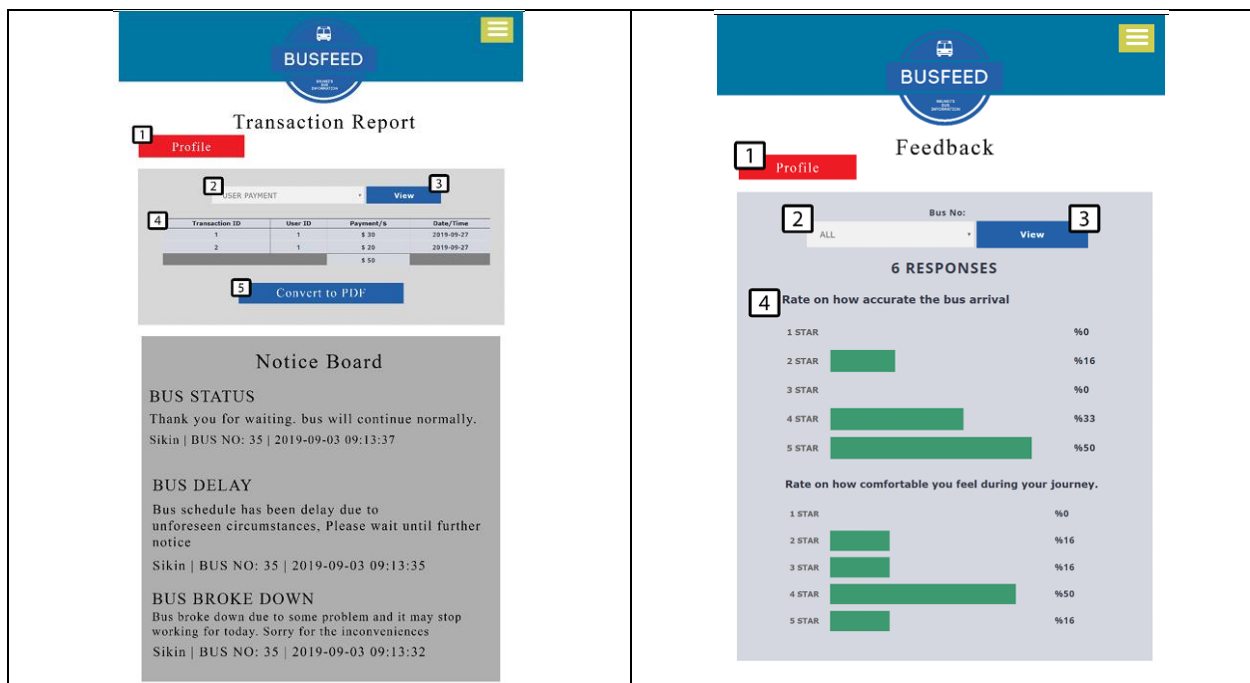 BUSFEED
BRUNEI'S
BUS
INFORMATION
Transaction Report
1
Profile
2
USER PAYMENT
View
3
4
Transaction ID User ID Payment/$ Date/Time
1 1 $ 30 2019-09-27
2 1 $ 20 2019-09-27
$ 50
5
Convert to PDF
Notice Board
BUS STATUS
Thank you for waiting. bus will continue normally.
Sikin | BUS NO: 35 | 2019-09-03 09:13:37
BUS DELAY
Bus schedule has been delay due to
unforeseen circumstances, Please wait until further
notice
Sikin | BUS NO: 35 | 2019-09-03 09:13:35
BUS BROKE DOWN
Bus broke down due to some problem and it may stop
working for today. Sorry for the inconveniences
Sikin | BUS NO: 35 | 2019-09-03 09:13:32
BUSFEED
BRUNEI'S
BUS
INFORMATION
Feedback
1
Profile
Bus No:
2
ALL
View
3
6 RESPONSES
4
Rate on how accurate the bus arrival
1 STAR %0
2 STAR %16
3 STAR %0
4 STAR %33
5 STAR %50
Rate on how comfortable you feel during your journey.
1 STAR %0
2 STAR %16
3 STAR %16
4 STAR %50
5 STAR %16